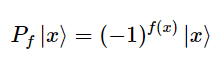 P_f |x⟩ = (−1)^{f(x)} |x⟩